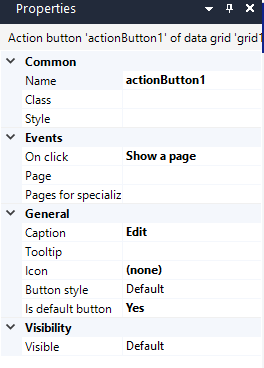 Properties
Action button 'actionButton1' of data grid 'grid1
Common
Name actionButton1
Class
Style
Events
On click Show a page
Page
Pages for specializ
General
Caption Edit
Tooltip
Icon (none)
Button style Default
Is default button Yes
Visibility
Visible Default